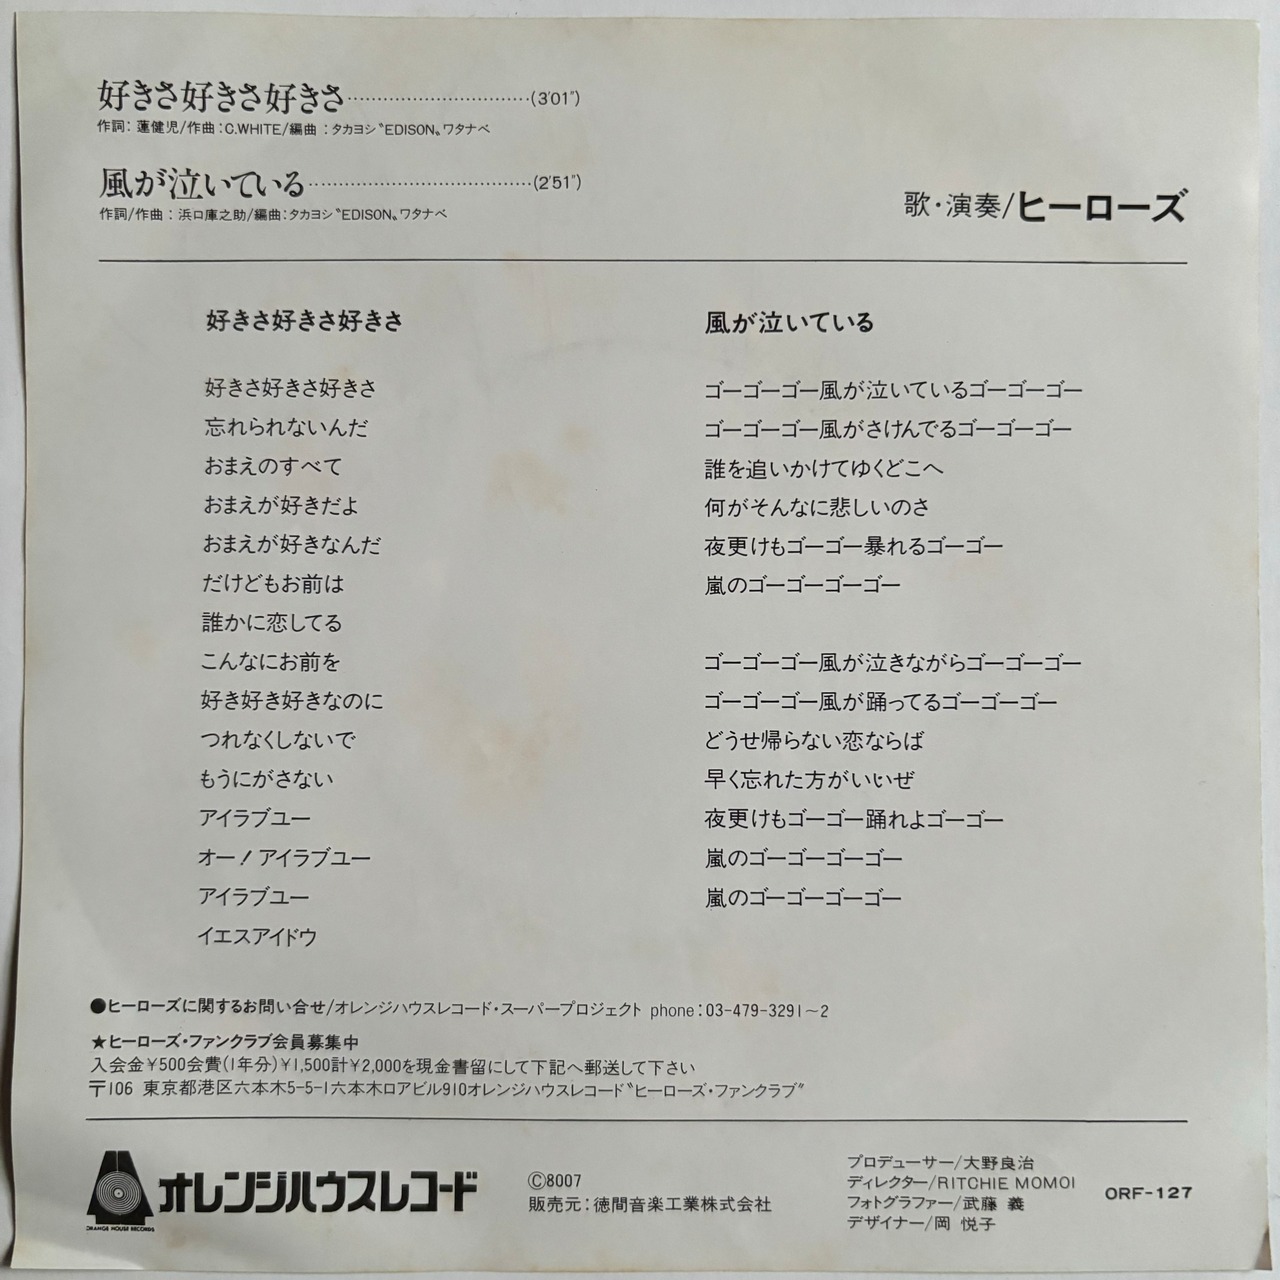 好きさ好きさ好きさ……………………………(3'01")
作詞：蓮健児/作曲：C.WHITE/編曲：タカヨシ〝EDISON〟ワタナベ
風が泣いている…………………………………(2'51")
作詞/作曲：浜口庫之助/編曲：タカヨシ〝EDISON〟ワタナベ
歌・演奏/ヒーローズ
好きさ好きさ好きさ
好きさ好きさ好きさ
忘れられないんだ
おまえのすべて
おまえが好きだよ
おまえが好きなんだ
だけどもお前は
誰かに恋してる
こんなにお前を
好き好き好きなのに
つれなくしないで
もうにがさない
アイラブユー
オー！アイラブユー
アイラブユー
イエスアイドウ
風が泣いている
ゴーゴーゴー風が泣いているゴーゴーゴー
ゴーゴーゴー風がさけんでるゴーゴーゴー
誰を追いかけてゆくどこへ
何がそんなに悲しいのさ
夜更けもゴーゴー暴れるゴーゴー
嵐のゴーゴーゴーゴー
ゴーゴーゴー風が泣きながらゴーゴーゴー
ゴーゴーゴー風が踊ってるゴーゴーゴー
どうせ帰らない恋ならば
早く忘れた方がいいぜ
夜更けもゴーゴー踊れよゴーゴー
嵐のゴーゴーゴーゴー
嵐のゴーゴーゴーゴー
●ヒーローズに関するお問い合せ/オレンジハウスレコード・スーパープロジェクト phone：03-479-3291〜2
★ヒーローズ・ファンクラブ会員募集中
入会金¥500会費(1年分)¥1,500計¥2,000を現金書留にして下記へ郵送して下さい
〒106 東京都港区六本木5-5-1六本木ロアビル910オレンジハウスレコード〝ヒーローズ・ファンクラブ〟
ORANGE HOUSE RECORDS
オレンジハウスレコード
Ⓒ8007
販売元：徳間音楽工業株式会社
プロデューサー/大野良治
ディレクター/RITCHIE MOMOI
フォトグラファー/武藤 義
デザイナー/岡 悦子
ORF-127